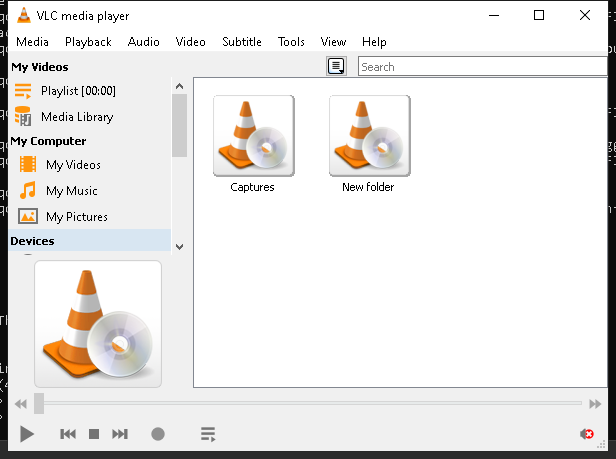 VLC media player
Media Playback Audio Video Subtitle Tools View Help
My Videos
Search
Playlist [00:00]
Media Library
My Computer
My Videos
My Music
My Pictures
Devices
Captures
New folder